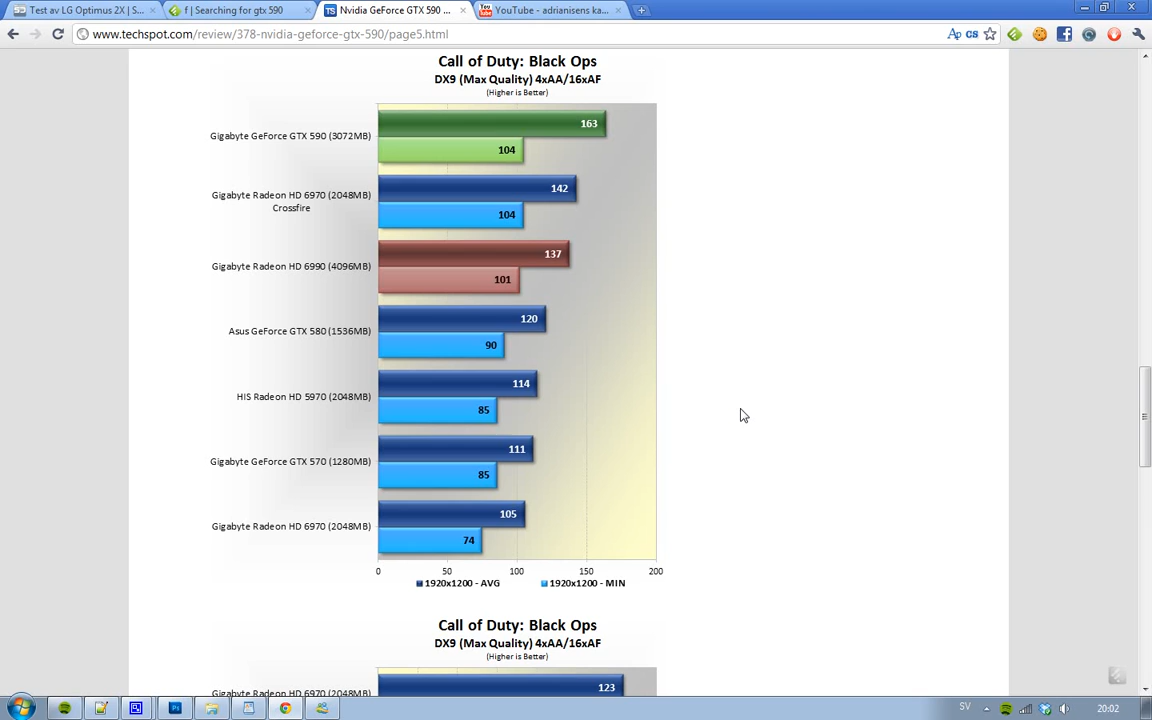 Test av LG Optimus 2X | S...
f | Searching for gtx 590
Nvidia GeForce GTX 590 ...
YouTube - adrianisens ka...
www.techspot.com/review/378-nvidia-geforce-gtx-590/page5.html
Call of Duty: Black Ops
DX9 (Max Quality) 4xAA/16xAF
(Higher is Better)
Gigabyte GeForce GTX 590 (3072MB)
163
104
Gigabyte Radeon HD 6970 (2048MB)
Crossfire
142
104
Gigabyte Radeon HD 6990 (4096MB)
137
101
Asus GeForce GTX 580 (1536MB)
120
90
HIS Radeon HD 5970 (2048MB)
114
85
Gigabyte GeForce GTX 570 (1280MB)
111
85
Gigabyte Radeon HD 6970 (2048MB)
105
74
0 50 100 150 200
1920x1200 - AVG 1920x1200 - MIN
Call of Duty: Black Ops
DX9 (Max Quality) 4xAA/16xAF
(Higher is Better)
Gigabyte Radeon HD 6970 (2048MB)
123
SV
20:02